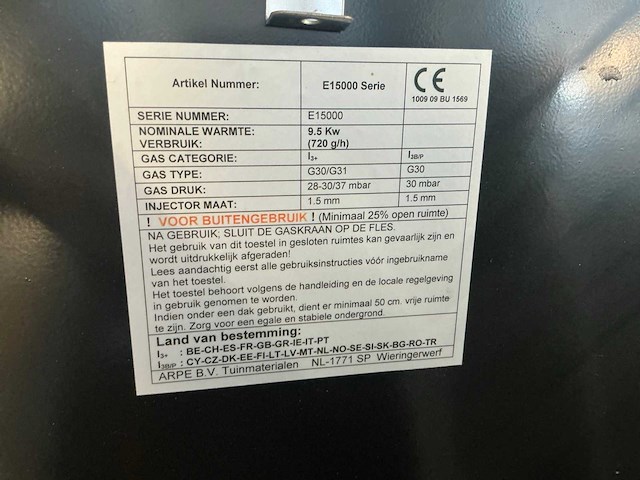 Artikel Nummer: E15000 Serie CE
1009 09 BU 1569
SERIE NUMMER: E15000
NOMINALE WARMTE: 9.5 Kw
VERBRUIK: (720 g/h)
GAS CATEGORIE: I3+ I3B/P
GAS TYPE: G30/G31 G30
GAS DRUK: 28-30/37 mbar 30 mbar
INJECTOR MAAT: 1.5 mm 1.5 mm
! VOOR BUITENGEBRUIK ! (Minimaal 25% open ruimte)
NA GEBRUIK; SLUIT DE GASKRAAN OP DE FLES.
Het gebruik van dit toestel in gesloten ruimtes kan gevaarlijk zijn en
wordt uitdrukkelijk afgeraden!
Lees aandachtig eerst alle gebruiksinstructies vóór ingebruikname
van het toestel.
Het toestel behoort volgens de handleiding en de locale regelgeving
in gebruik genomen te worden.
Indien onder een dak gebruikt, dient er minimaal 50 cm. vrije ruimte
te zijn. Zorg voor een egale en stabiele ondergrond.
Land van bestemming:
I3+ : BE-CH-ES-FR-GB-GR-IE-IT-PT
I3B/P : CY-CZ-DK-EE-FI-LT-LV-MT-NL-NO-SE-SI-SK-BG-RO-TR
ARPE B.V. Tuinmaterialen NL-1771 SP Wieringerwerf